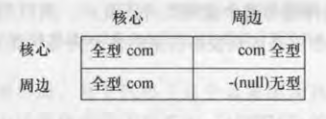 核心 周边
核心 全型 com com 全型
周边 全型 com -(null)无型